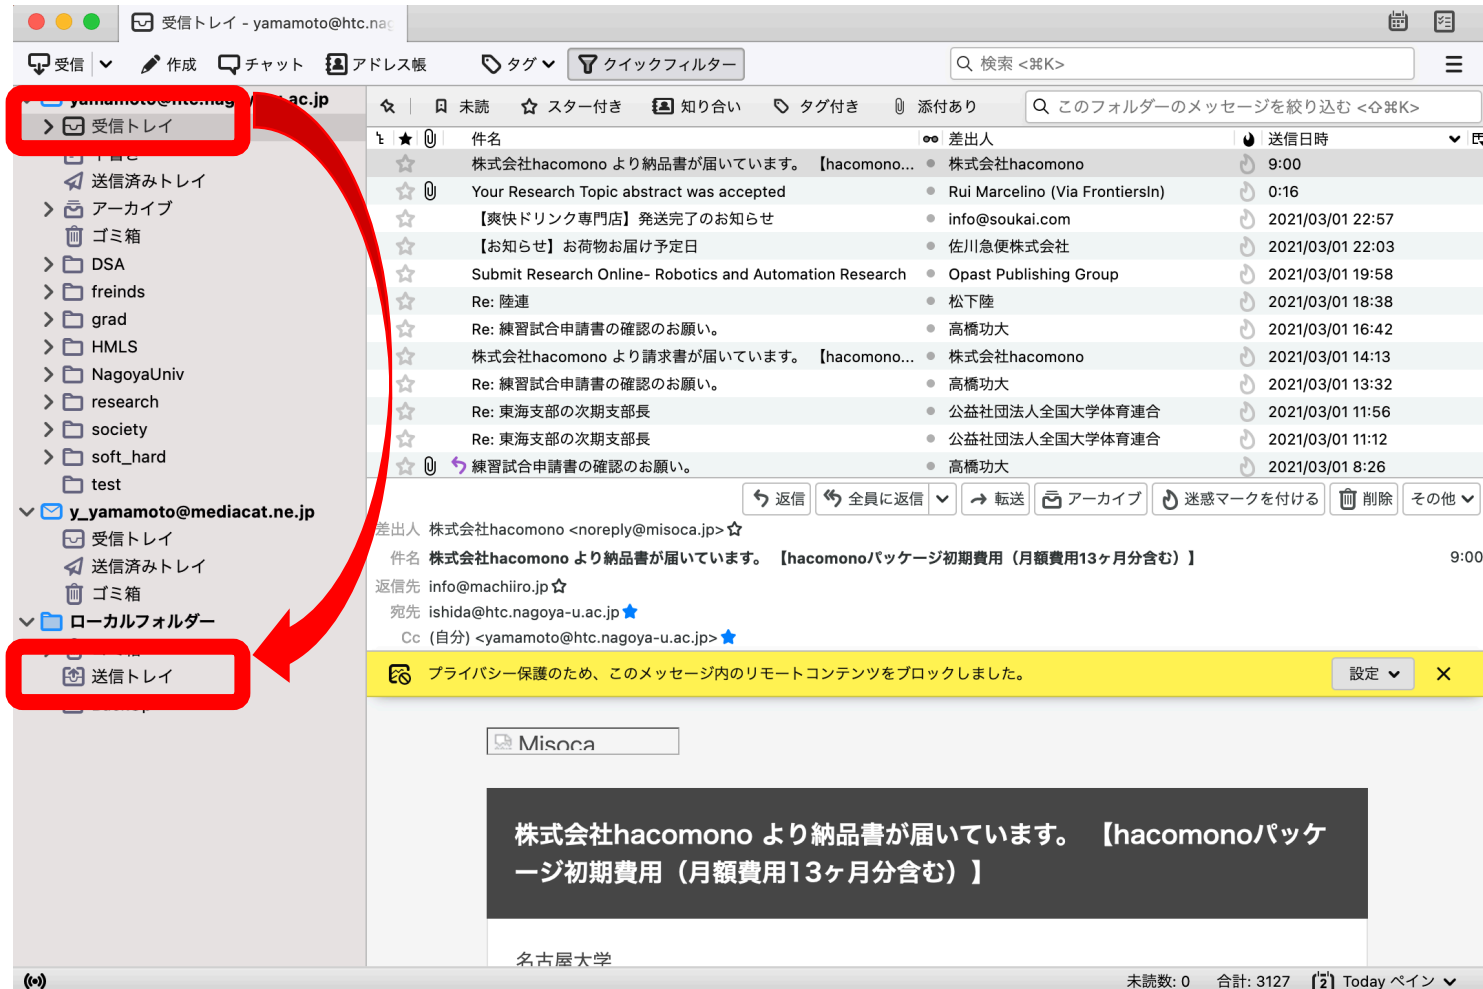 受信トレイ - yamamoto@htc.nag
受信 作成 チャット アドレス帳 タグ クイックフィルター 検索 <⌘K>
未読 スター付き 知り合い タグ付き 添付あり このフォルダーのメッセージを絞り込む <⇧⌘K>
件名 差出人 送信日時
yamamoto@htc.nagoy ac.jp
受信トレイ
送信済みトレイ
アーカイブ
ゴミ箱
DSA
freinds
grad
HMLS
NagoyaUniv
research
society
soft_hard
test
y_yamamoto@mediacat.ne.jp
受信トレイ
送信済みトレイ
ゴミ箱
ローカルフォルダー
送信トレイ
株式会社hacomono より納品書が届いています。 【hacomono... 株式会社hacomono 9:00
Your Research Topic abstract was accepted Rui Marcelino (Via FrontiersIn) 0:16
【爽快ドリンク専門店】発送完了のお知らせ info@soukai.com 2021/03/01 22:57
【お知らせ】お荷物お届け予定日 佐川急便株式会社 2021/03/01 22:03
Submit Research Online- Robotics and Automation Research Opast Publishing Group 2021/03/01 19:58
Re: 陸連 松下陸 2021/03/01 18:38
Re: 練習試合申請書の確認のお願い。 高橋功大 2021/03/01 16:42
株式会社hacomono より請求書が届いています。 【hacomono... 株式会社hacomono 2021/03/01 14:13
Re: 練習試合申請書の確認のお願い。 高橋功大 2021/03/01 13:32
Re: 東海支部の次期支部長 公益社団法人全国大学体育連合 2021/03/01 11:56
Re: 東海支部の次期支部長 公益社団法人全国大学体育連合 2021/03/01 11:12
練習試合申請書の確認のお願い。 高橋功大 2021/03/01 8:26
返信 全員に返信 転送 アーカイブ 迷惑マークを付ける 削除 その他
差出人 株式会社hacomono <noreply@misoca.jp>
件名 株式会社hacomono より納品書が届いています。 【hacomonoパッケージ初期費用（月額費用13ヶ月分含む）】 9:00
返信先 info@machiiro.jp
宛先 ishida@htc.nagoya-u.ac.jp
Cc (自分) <yamamoto@htc.nagoya-u.ac.jp>
プライバシー保護のため、このメッセージ内のリモートコンテンツをブロックしました。 設定
Misoca
株式会社hacomono より納品書が届いています。 【hacomonoパッケ
ージ初期費用（月額費用13ヶ月分含む）】
名古屋大学
未読数: 0 合計: 3127 2 Today ペイン